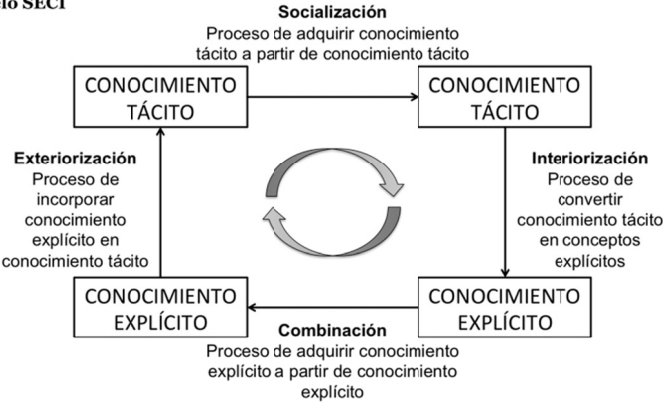 lo SECI
Socialización
Proceso de adquirir conocimiento
tácito a partir de conocimiento tácito
CONOCIMIENTO
TÁCITO
CONOCIMIENTO
TÁCITO
Exteriorización
Proceso de
incorporar
conocimiento
explícito en
conocimiento tácito
Interiorización
Proceso de
convertir
conocimiento tácito
en conceptos
explícitos
CONOCIMIENTO
EXPLÍCITO
CONOCIMIENTO
EXPLÍCITO
Combinación
Proceso de adquirir conocimiento
explícito a partir de conocimiento
explícito